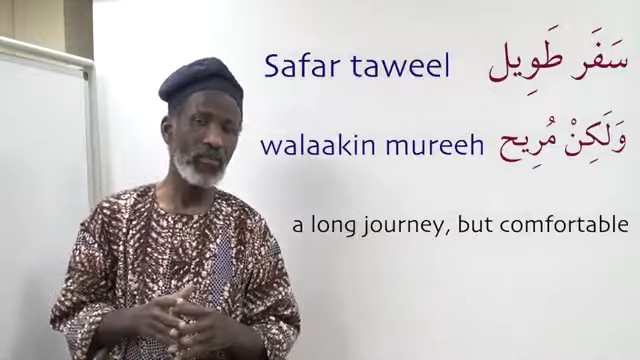 Safar taweel سَفَر طَوِيل
walaakin mureeh وَلَكِنْ مُرِيح
a long journey, but comfortable